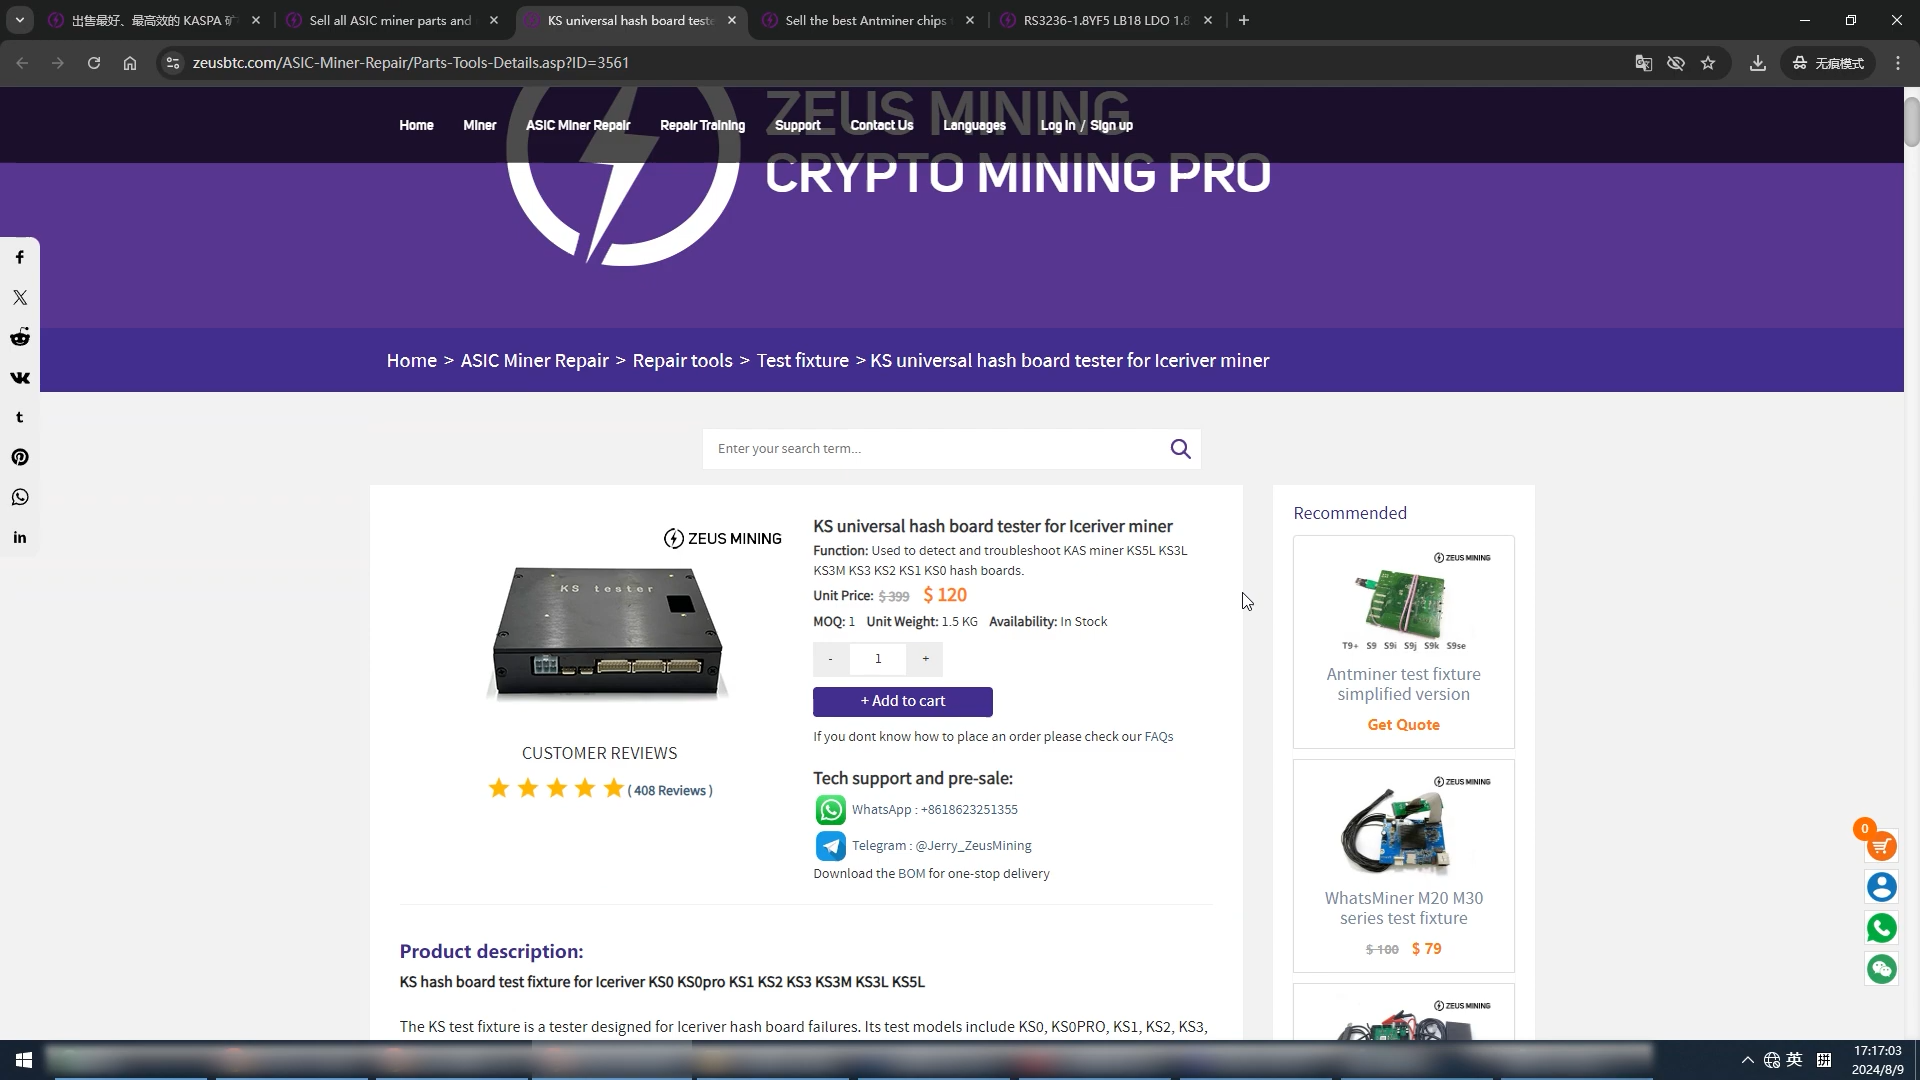 出售最好、最高效的 KASPA 矿
Sell all ASIC miner parts and
KS universal hash board teste
Sell the best Antminer chips
RS3236-1.8YF5 LB18 LDO 1.8
zeusbtc.com/ASIC-Miner-Repair/Parts-Tools-Details.asp?ID=3561
无痕模式
ZEUS MINING
CRYPTO MINING PRO
Home Miner ASIC Miner Repair Repair Training Support Contact Us Languages Log in / Sign up
Home > ASIC Miner Repair > Repair tools > Test fixture > KS universal hash board tester for Iceriver miner
Enter your search term...
ZEUS MINING
KS tester
CUSTOMER REVIEWS
( 408 Reviews )
KS universal hash board tester for Iceriver miner
Function: Used to detect and troubleshoot KAS miner KS5L KS3L
KS3M KS3 KS2 KS1 KS0 hash boards.
Unit Price: $ 399 $ 120
MOQ: 1 Unit Weight: 1.5 KG Availability: In Stock
- 1 +
+ Add to cart
If you dont know how to place an order please check our FAQs
Tech support and pre-sale:
WhatsApp : +8618623251355
Telegram : @Jerry_ZeusMining
Download the BOM for one-stop delivery
Product description:
KS hash board test fixture for Iceriver KS0 KS0pro KS1 KS2 KS3 KS3M KS3L KS5L
The KS test fixture is a tester designed for Iceriver hash board failures. Its test models include KS0, KS0PRO, KS1, KS2, KS3,
Recommended
ZEUS MINING
T9+ S9 S9i S9j S9k S9se
Antminer test fixture
simplified version
Get Quote
ZEUS MINING
WhatsMiner M20 M30
series test fixture
$ 100 $ 79
ZEUS MINING
0
英
拼
17:17:03
2024/8/9